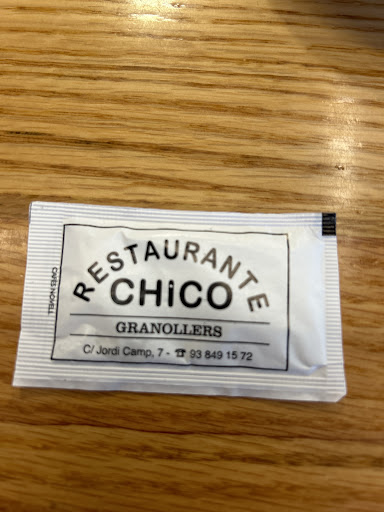 RESTAURANTE
CHiCO
GRANOLLERS
C/ Jordi Camp, 7 - ☎ 93 849 15 72